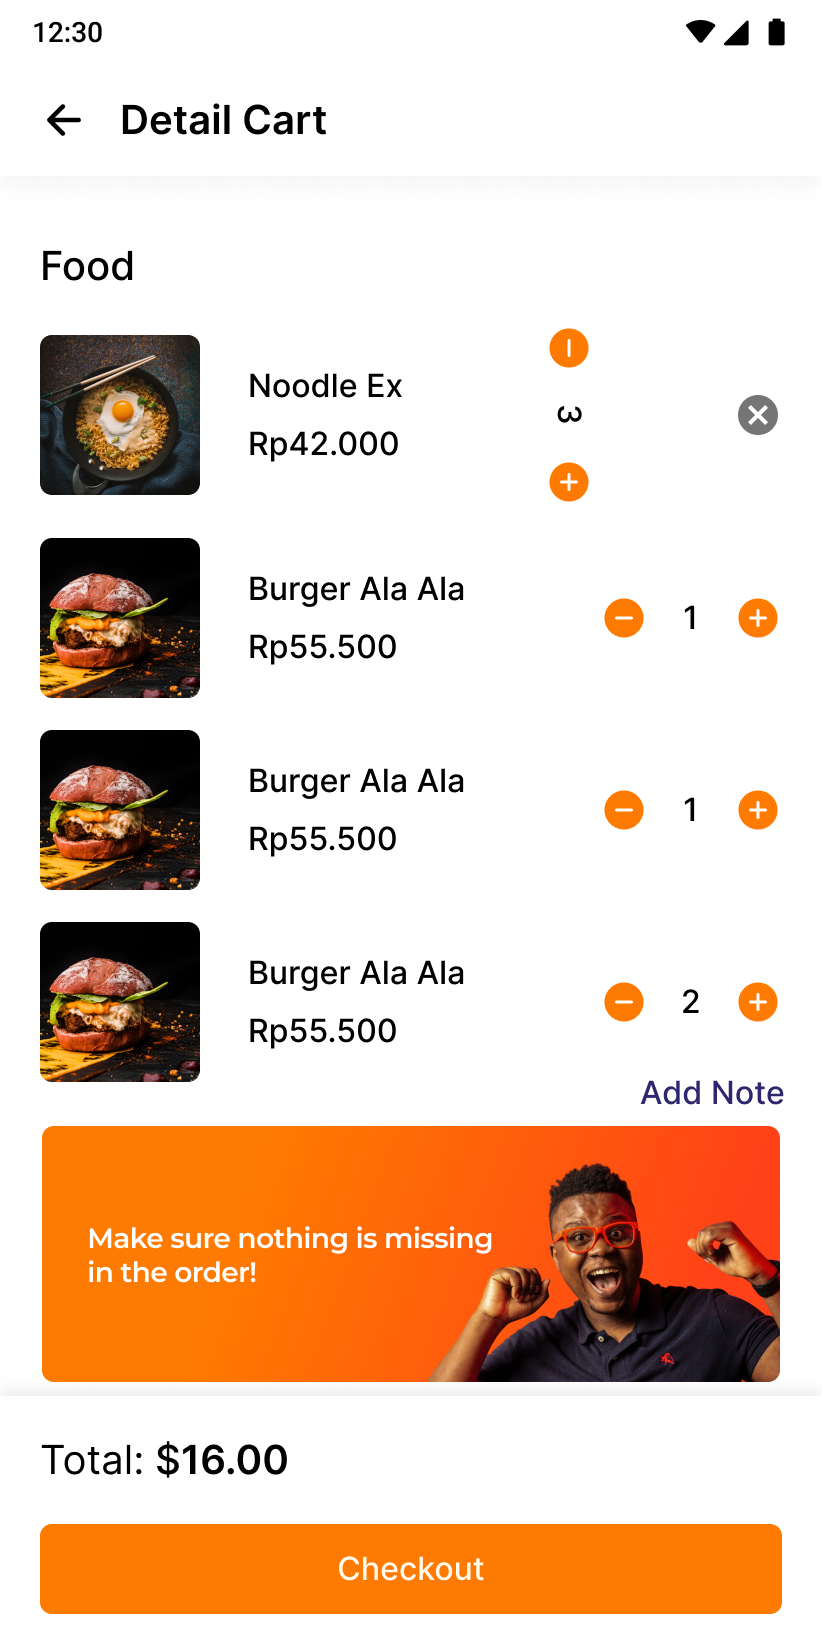 12:30
Detail Cart
Food
Noodle Ex
Rp42.000
3
Burger Ala Ala
Rp55.500
1
Burger Ala Ala
Rp55.500
1
Burger Ala Ala
Rp55.500
2
Add Note
Make sure nothing is missing
in the order!
Total: $16.00
Checkout